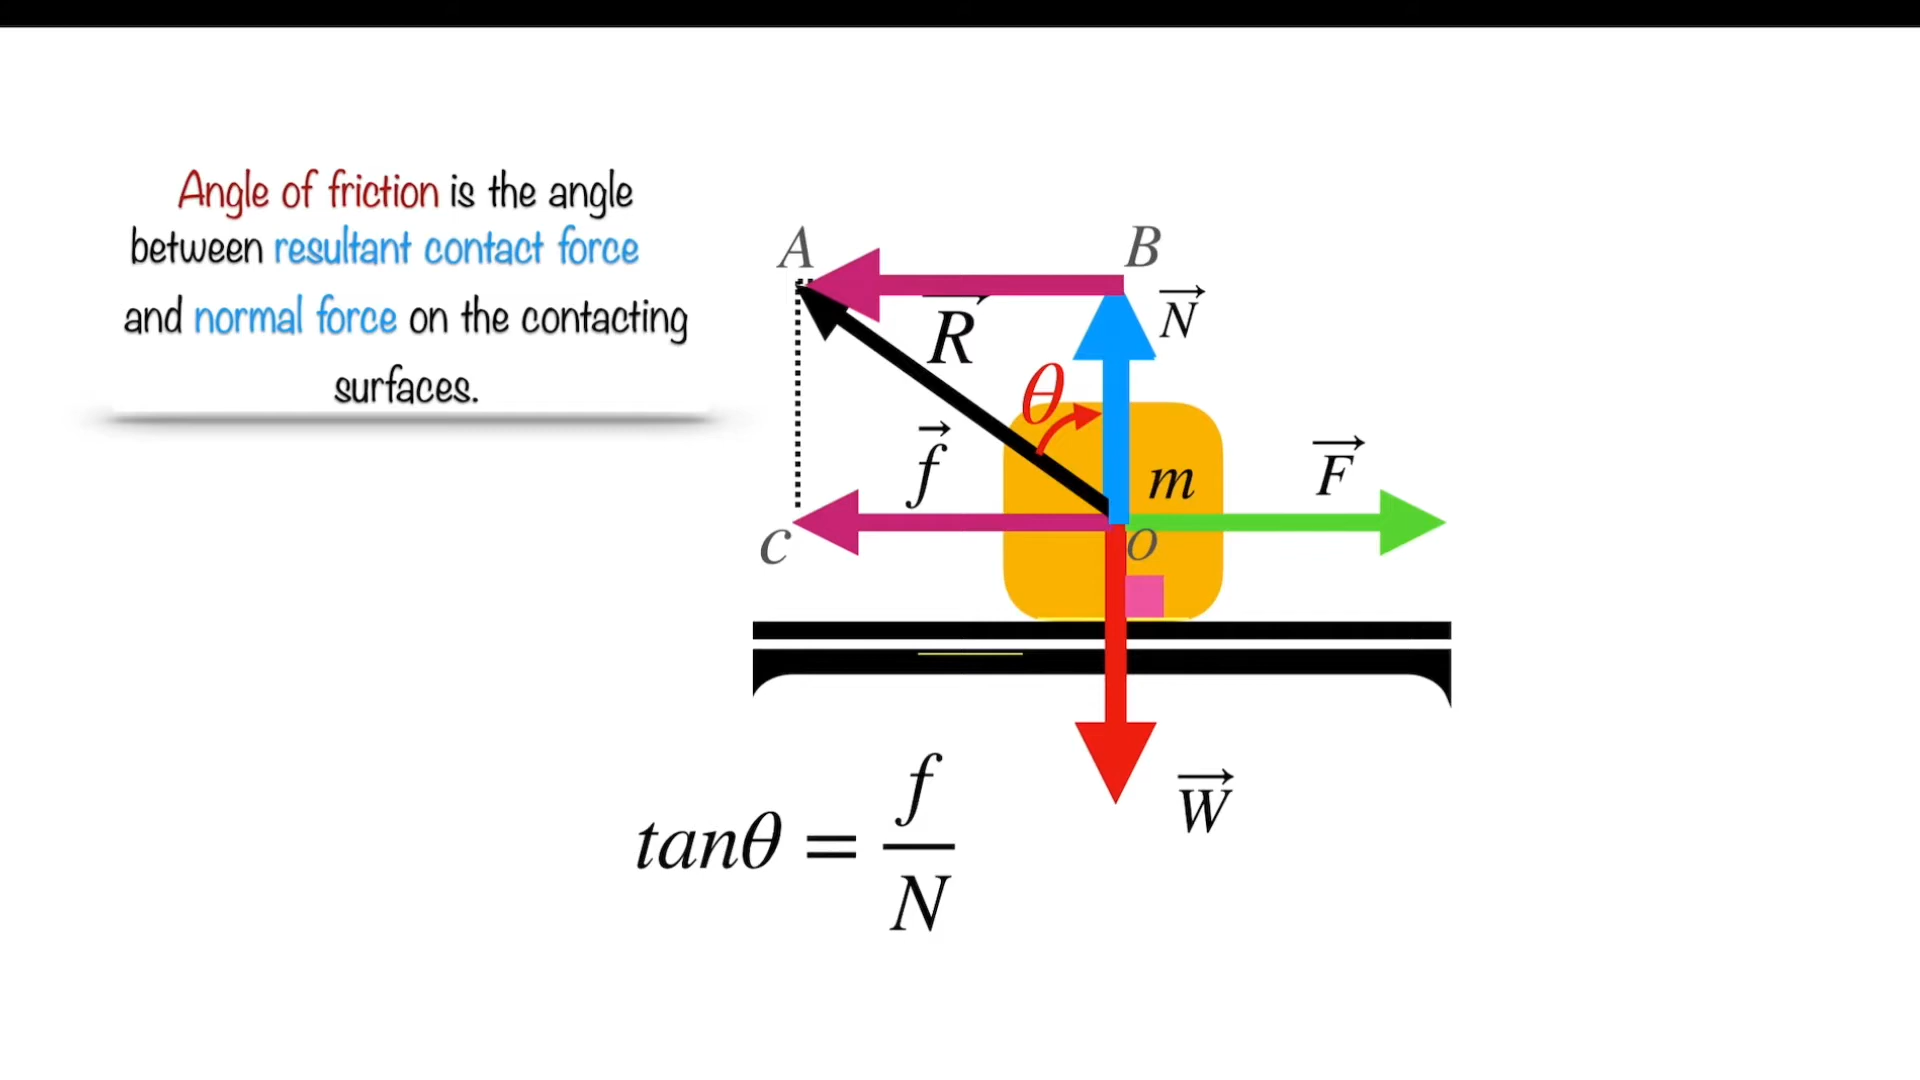 Angle of friction is the angle
between resultant contact force
and normal force on the contacting
surfaces.
A
B
N
R
θ
f
m
F
C
O
W
tanθ = f/N